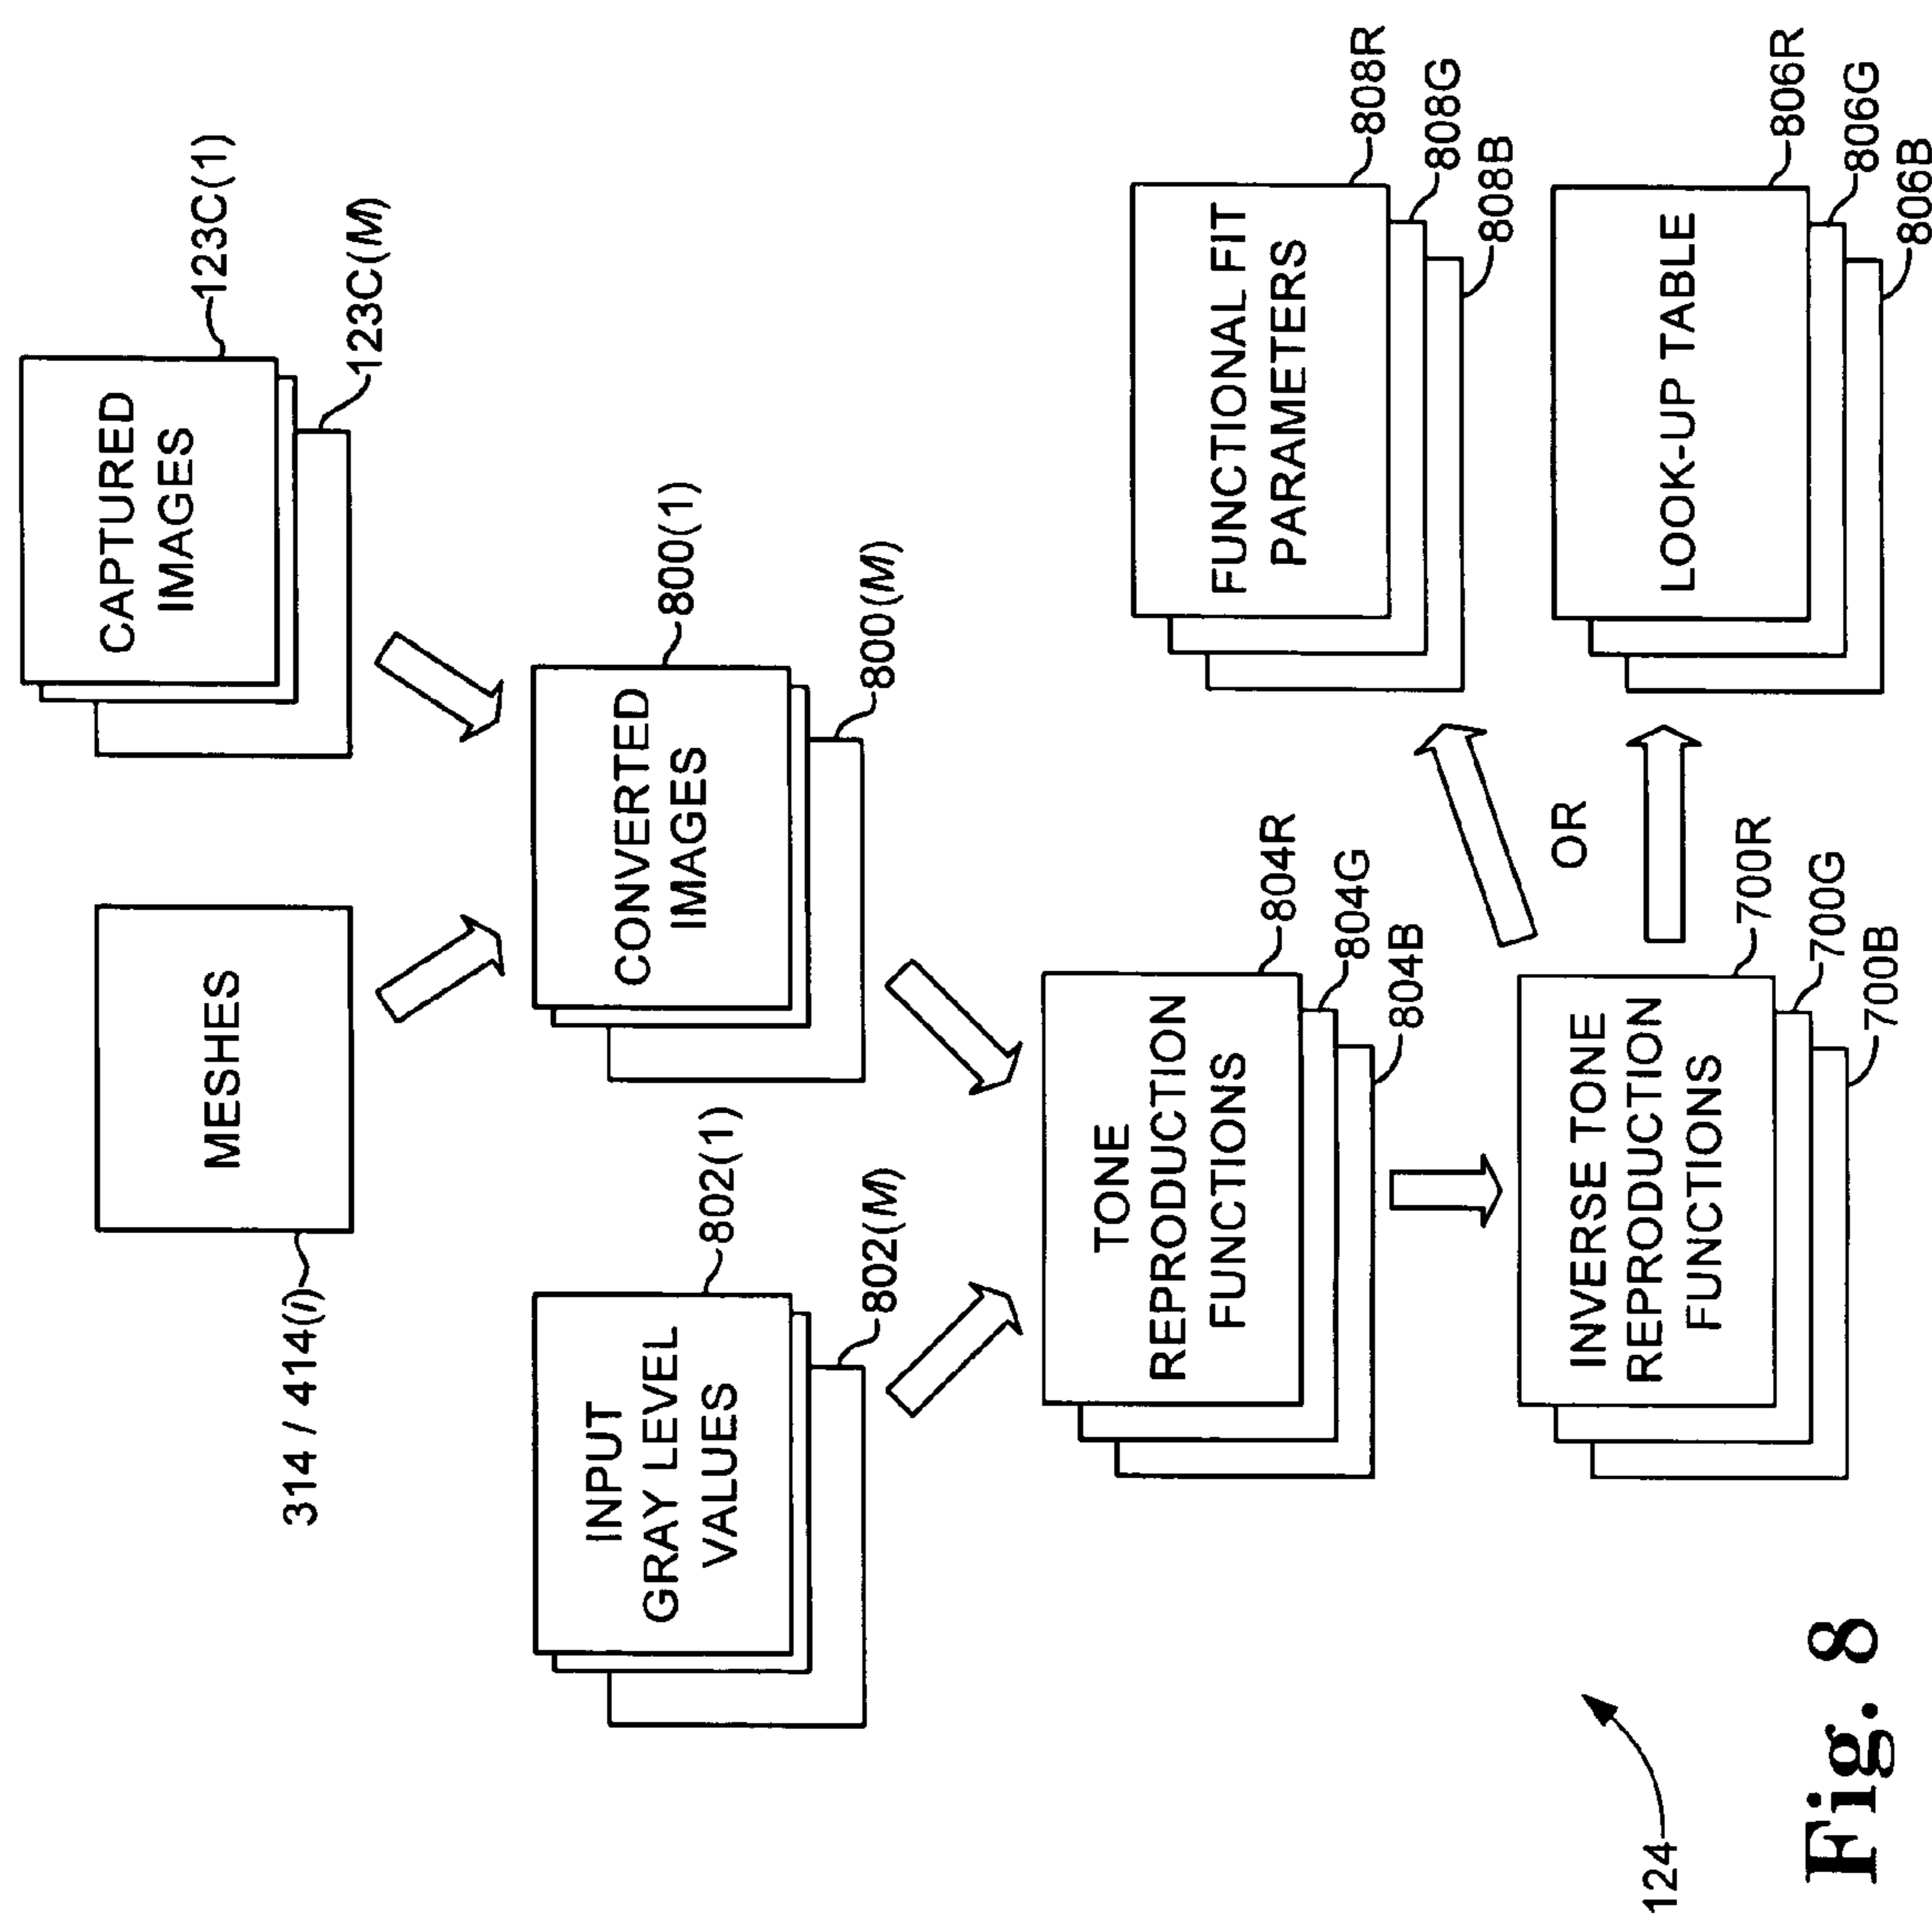 MESHES
314 / 414(i)
CAPTURED
IMAGES
123C(1)
123C(M)
INPUT
GRAY LEVEL
VALUES
802(1)
802(M)
CONVERTED
IMAGES
800(1)
800(M)
TONE
REPRODUCTION
FUNCTIONS
804R
804G
804B
FUNCTIONAL FIT
PARAMETERS
808R
808G
808B
OR
INVERSE TONE
REPRODUCTION
FUNCTIONS
700R
700G
700B
LOOK-UP TABLE
806R
806G
806B
124
Fig. 8